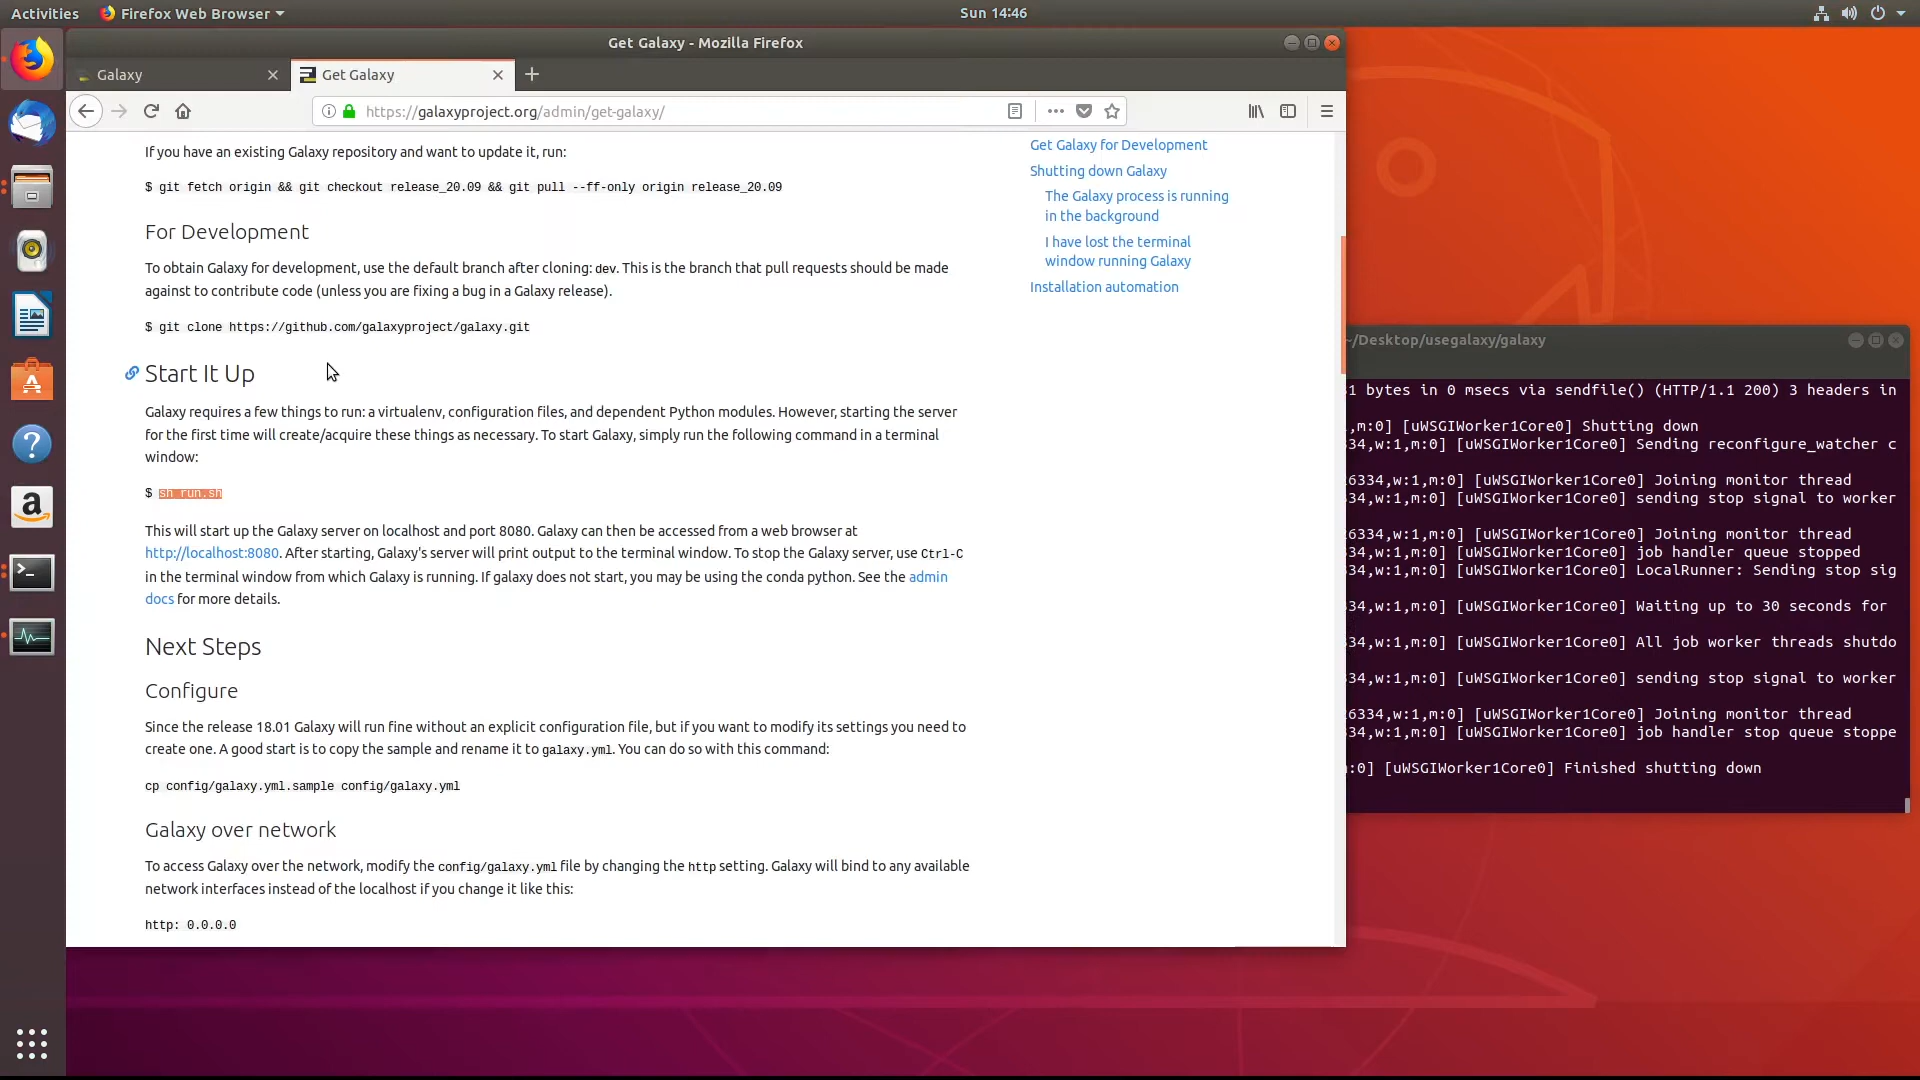 Activities Firefox Web Browser Sun 14:46
Get Galaxy - Mozilla Firefox
Galaxy Get Galaxy
https://galaxyproject.org/admin/get-galaxy/
If you have an existing Galaxy repository and want to update it, run:
$ git fetch origin && git checkout release_20.09 && git pull --ff-only origin release_20.09
For Development
To obtain Galaxy for development, use the default branch after cloning: dev. This is the branch that pull requests should be made
against to contribute code (unless you are fixing a bug in a Galaxy release).
$ git clone https://github.com/galaxyproject/galaxy.git
Start It Up
Galaxy requires a few things to run: a virtualenv, configuration files, and dependent Python modules. However, starting the server
for the first time will create/acquire these things as necessary. To start Galaxy, simply run the following command in a terminal
window:
$ sh run.sh
This will start up the Galaxy server on localhost and port 8080. Galaxy can then be accessed from a web browser at
http://localhost:8080. After starting, Galaxy's server will print output to the terminal window. To stop the Galaxy server, use Ctrl-C
in the terminal window from which Galaxy is running. If galaxy does not start, you may be using the conda python. See the admin
docs for more details.
Next Steps
Configure
Since the release 18.01 Galaxy will run fine without an explicit configuration file, but if you want to modify its settings you need to
create one. A good start is to copy the sample and rename it to galaxy.yml. You can do so with this command:
cp config/galaxy.yml.sample config/galaxy.yml
Galaxy over network
To access Galaxy over the network, modify the config/galaxy.yml file by changing the http setting. Galaxy will bind to any available
network interfaces instead of the localhost if you change it like this:
http: 0.0.0.0
Get Galaxy for Development
Shutting down Galaxy
The Galaxy process is running
in the background
I have lost the terminal
window running Galaxy
Installation automation
~/Desktop/usegalaxy/galaxy
1 bytes in 0 msecs via sendfile() (HTTP/1.1 200) 3 headers in
,m:0] [uWSGIWorker1Core0] Shutting down
34,w:1,m:0] [uWSGIWorker1Core0] Sending reconfigure_watcher c
6334,w:1,m:0] [uWSGIWorker1Core0] Joining monitor thread
34,w:1,m:0] [uWSGIWorker1Core0] sending stop signal to worker
6334,w:1,m:0] [uWSGIWorker1Core0] Joining monitor thread
34,w:1,m:0] [uWSGIWorker1Core0] job handler queue stopped
34,w:1,m:0] [uWSGIWorker1Core0] LocalRunner: Sending stop sig
34,w:1,m:0] [uWSGIWorker1Core0] Waiting up to 30 seconds for
34,w:1,m:0] [uWSGIWorker1Core0] All job worker threads shutdo
34,w:1,m:0] [uWSGIWorker1Core0] sending stop signal to worker
6334,w:1,m:0] [uWSGIWorker1Core0] Joining monitor thread
34,w:1,m:0] [uWSGIWorker1Core0] job handler stop queue stoppe
:0] [uWSGIWorker1Core0] Finished shutting down